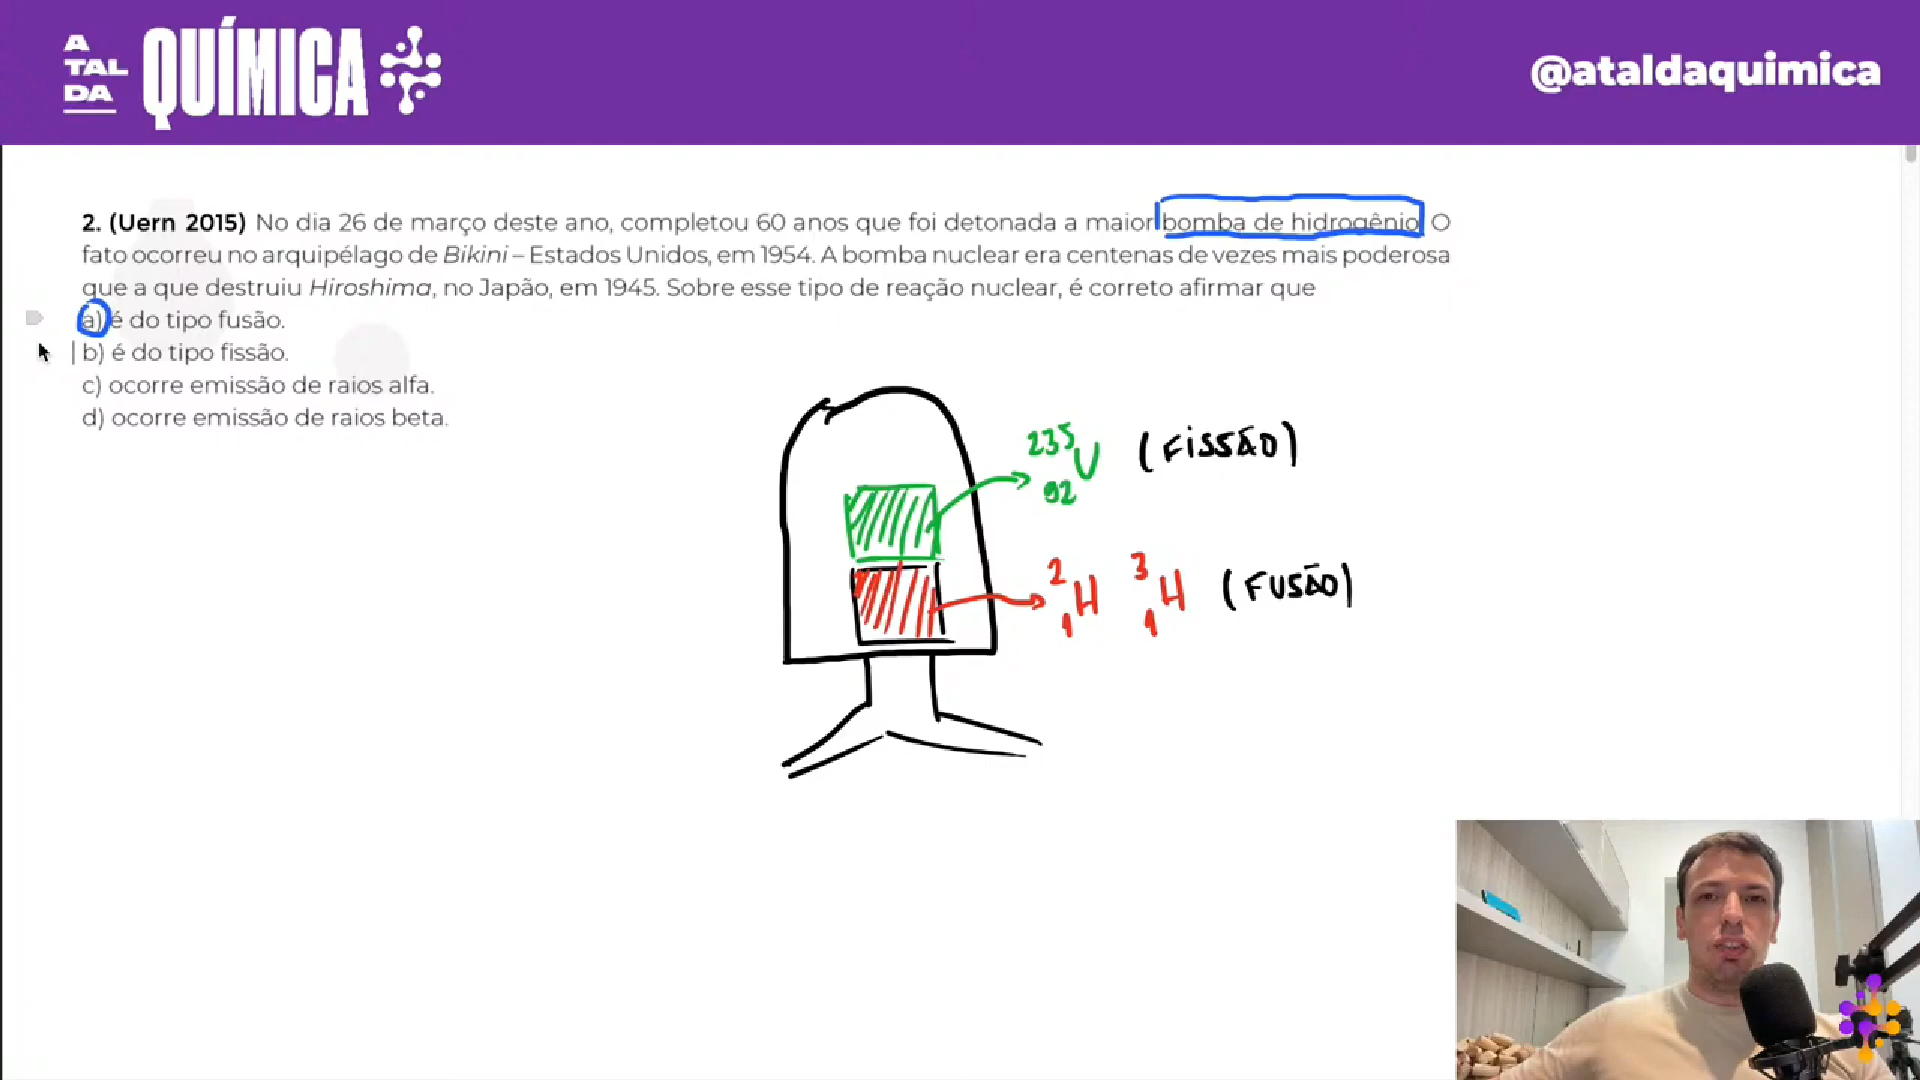 A
TAL
DA
QUÍMICA
@ataldaquimica
2. (Uern 2015) No dia 26 de março deste ano, completou 60 anos que foi detonada a maior bomba de hidrogênio. O
fato ocorreu no arquipélago de Bikini – Estados Unidos, em 1954. A bomba nuclear era centenas de vezes mais poderosa
que a que destruiu Hiroshima, no Japão, em 1945. Sobre esse tipo de reação nuclear, é correto afirmar que
a) é do tipo fusão.
b) é do tipo fissão.
c) ocorre emissão de raios alfa.
d) ocorre emissão de raios beta.
235
92 U (FISSÃO)
2
1 H 3
1 H (FUSÃO)